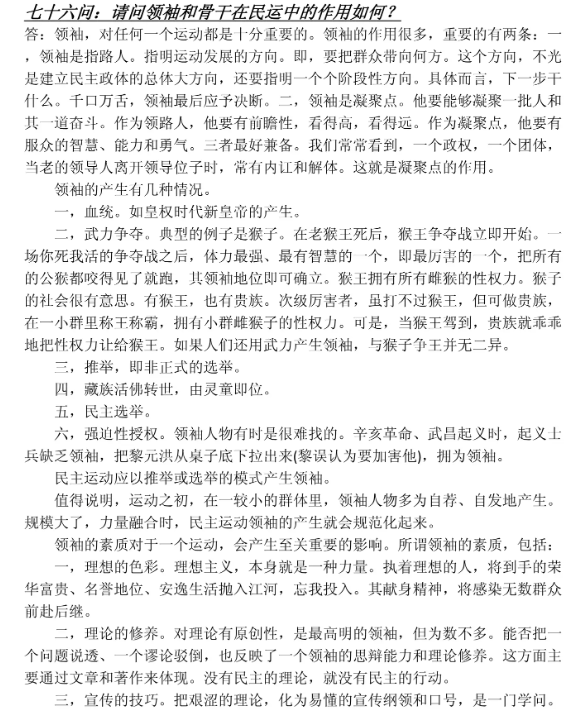 七十六问：请问领袖和骨干在民运中的作用如何？
答：领袖，对任何一个运动都是十分重要的。领袖的作用很多，重要的有两条：一
，领袖是指路人。指明运动发展的方向。即，要把群众带向何方。这个方向，不光
是建立民主政体的总体大方向，还要指明一个个阶段性方向。具体而言，下一步干
什么。千口万舌，领袖最后应予决断。二，领袖是凝聚点。他要能够凝聚一批人和
其一道奋斗。作为领路人，他要有前瞻性，看得高，看得远。作为凝聚点，他要有
服众的智慧、能力和勇气。三者最好兼备。我们常常看到，一个政权，一个团体，
当老的领导人离开领导位子时，常有内讧和解体。这就是凝聚点的作用。
领袖的产生有几种情况。
一，血统。如皇权时代新皇帝的产生。
二，武力争夺。典型的例子是猴子。在老猴王死后，猴王争夺战立即开始。一
场你死我活的争夺战之后，体力最强、最有智慧的一个，即最厉害的一个，把所有
的公猴都咬得见了就跑，其领袖地位即可确立。猴王拥有所有雌猴的性权力。猴子
的社会很有意思。有猴王，也有贵族。次级厉害者，虽打不过猴王，但可做贵族，
在一小群里称王称霸，拥有小群雌猴子的性权力。可是，当猴王驾到，贵族就乖乖
地把性权力让给猴王。如果人们还用武力产生领袖，与猴子争王并无二异。
三，推举，即非正式的选举。
四，藏族活佛转世，由灵童即位。
五，民主选举。
六，强迫性授权。领袖人物有时是很难找的。辛亥革命、武昌起义时，起义士
兵缺乏领袖，把黎元洪从桌子底下拉出来(黎误认为要加害他)，拥为领袖。
民主运动应以推举或选举的模式产生领袖。
值得说明，运动之初，在一较小的群体里，领袖人物多为自荐、自发地产生。
规模大了，力量融合时，民主运动领袖的产生就会规范化起来。
领袖的素质对于一个运动，会产生至关重要的影响。所谓领袖的素质，包括：
一，理想的色彩。理想主义，本身就是一种力量。执着理想的人，将到手的荣
华富贵、名誉地位、安逸生活抛入江河，忘我投入。其献身精神，将感染无数群众
前赴后继。
二，理论的修养。对理论有原创性，是最高明的领袖，但为数不多。能否把一
个问题说透、一个谬论驳倒，也反映了一个领袖的思辩能力和理论修养。这方面主
要通过文章和著作来体现。没有民主的理论，就没有民主的行动。
三，宣传的技巧。把艰涩的理论，化为易懂的宣传纲领和口号，是一门学问。